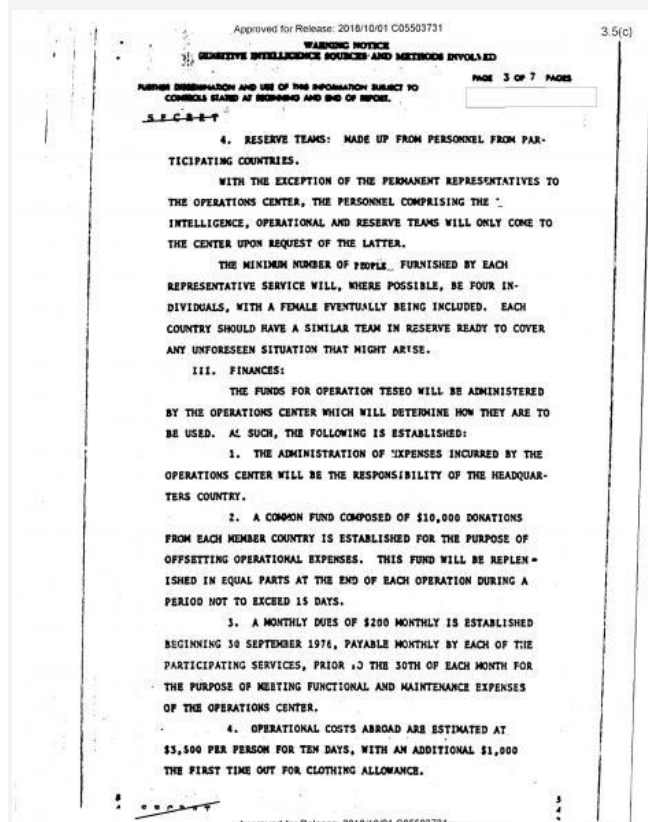 Approved for Release: 2018/10/01 C05503731
3.5(c)
WARNING NOTICE
SENSITIVE INTELLIGENCE SOURCES AND METHODS INVOLVED
PAGE 3 OF 7 PAGES
FURTHER DISSEMINATION AND USE OF THIS INFORMATION SUBJECT TO
CONTROLS STATED AT BEGINNING AND END OF REPORT.
S E C R E T
4. RESERVE TEAMS: MADE UP FROM PERSONNEL FROM PAR-
TICIPATING COUNTRIES.
WITH THE EXCEPTION OF THE PERMANENT REPRESENTATIVES TO
THE OPERATIONS CENTER, THE PERSONNEL COMPRISING THE
INTELLIGENCE, OPERATIONAL AND RESERVE TEAMS WILL ONLY COME TO
THE CENTER UPON REQUEST OF THE LATTER.
THE MINIMUM NUMBER OF PEOPLE FURNISHED BY EACH
REPRESENTATIVE SERVICE WILL, WHERE POSSIBLE, BE FOUR IN-
DIVIDUALS, WITH A FEMALE EVENTUALLY BEING INCLUDED. EACH
COUNTRY SHOULD HAVE A SIMILAR TEAM IN RESERVE READY TO COVER
ANY UNFORESEEN SITUATION THAT MIGHT ARISE.
III. FINANCES:
THE FUNDS FOR OPERATION TESEO WILL BE ADMINISTERED
BY THE OPERATIONS CENTER WHICH WILL DETERMINE HOW THEY ARE TO
BE USED. AS SUCH, THE FOLLOWING IS ESTABLISHED:
1. THE ADMINISTRATION OF EXPENSES INCURRED BY THE
OPERATIONS CENTER WILL BE THE RESPONSIBILITY OF THE HEADQUAR-
TERS COUNTRY.
2. A COMMON FUND COMPOSED OF $10,000 DONATIONS
FROM EACH MEMBER COUNTRY IS ESTABLISHED FOR THE PURPOSE OF
OFFSETTING OPERATIONAL EXPENSES. THIS FUND WILL BE REPLEN-
ISHED IN EQUAL PARTS AT THE END OF EACH OPERATION DURING A
PERIOD NOT TO EXCEED 15 DAYS.
3. A MONTHLY DUES OF $200 MONTHLY IS ESTABLISHED
BEGINNING 30 SEPTEMBER 1976, PAYABLE MONTHLY BY EACH OF THE
PARTICIPATING SERVICES, PRIOR TO THE 30TH OF EACH MONTH FOR
THE PURPOSE OF MEETING FUNCTIONAL AND MAINTENANCE EXPENSES
OF THE OPERATIONS CENTER.
4. OPERATIONAL COSTS ABROAD ARE ESTIMATED AT
$3,500 PER PERSON FOR TEN DAYS, WITH AN ADDITIONAL $1,000
THE FIRST TIME OUT FOR CLOTHING ALLOWANCE.
S E C R E T
Approved for Release: 2018/10/01 C05503731